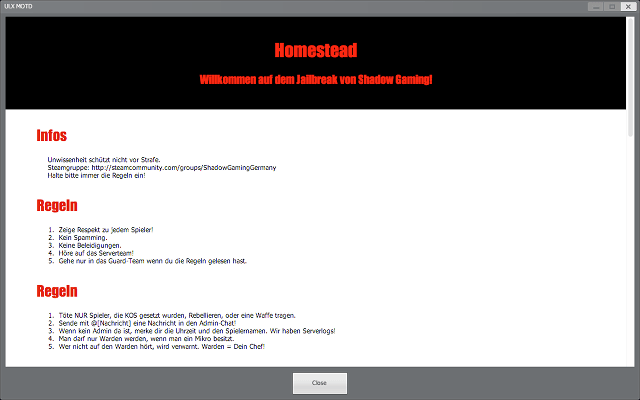 ULX MOTD
Homestead
Willkommen auf dem Jailbreak von Shadow Gaming!
Infos
Unwissenheit schützt nicht vor Strafe.
Steamgruppe: http://steamcommunity.com/groups/ShadowGamingGermany
Halte bitte immer die Regeln ein!
Regeln
1. Zeige Respekt zu jedem Spieler!
2. Kein Spamming.
3. Keine Beleidigungen.
4. Höre auf das Serverteam!
5. Gehe nur in das Guard-Team wenn du die Regeln gelesen hast.
Regeln
1. Töte NUR Spieler, die KOS gesetzt wurden, Rebellieren, oder eine Waffe tragen.
2. Sende mit @[Nachricht] eine Nachricht in den Admin-Chat!
3. Wenn kein Admin da ist, merke dir die Uhrzeit und den Spielernamen. Wir haben Serverlogs!
4. Man darf nur Warden werden, wenn man ein Mikro besitzt.
5. Wer nicht auf den Warden hört, wird verwarnt. Warden = Dein Chef!
Close